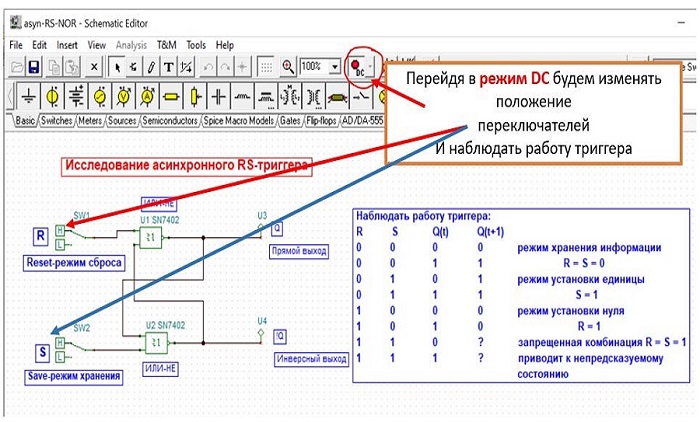 asyn-RS-NOR - Schematic Editor
File Edit Insert View Analysis T&M Tools Help
100%
DC
Перейдя в режим DC будем изменять
положение
переключателей
И наблюдать работу триггера
Basic Switches Meters Sources Semiconductors Spice Macro Models Gates Flip-flops AD/DA-555
Исследование асинхронного RS-триггера
R
SW1
H
L
ИЛИ-НЕ
U1 SN7402
U3
Q
Прямой выход
Reset-режим сброса
S
SW2
H
L
U2 SN7402
ИЛИ-НЕ
U4
!Q
Инверсный выход
Save-режим хранения
Наблюдать работу триггера:
R S Q(t) Q(t+1)
0 0 0 0 режим хранения информации
0 0 1 1 R = S = 0
0 1 0 1 режим установки единицы
0 1 1 1 S = 1
1 0 0 0 режим установки нуля
1 0 1 0 R = 1
1 1 0 ? запрещенная комбинация R = S = 1
1 1 1 ? приводит к непредсказуемому
состоянию